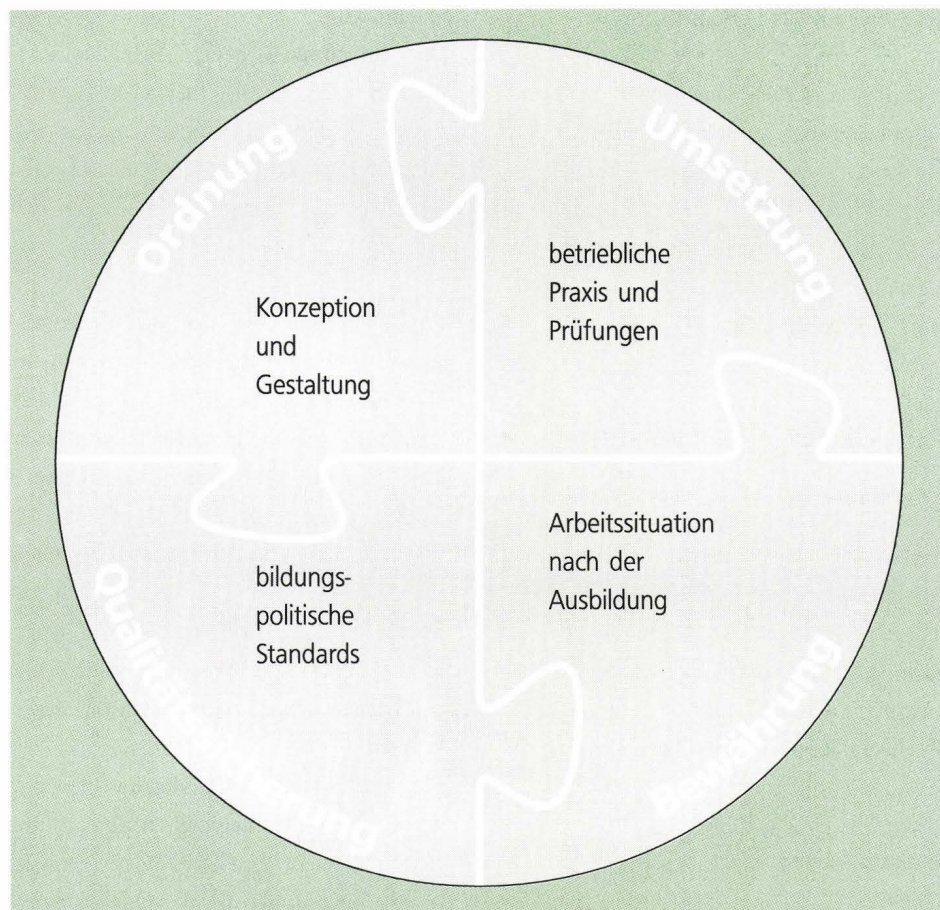 Ordnung
Konzeption
und
Gestaltung
Umsetzung
betriebliche
Praxis und
Prüfungen
Qualitätssicherung
bildungs-
politische
Standards
Arbeitssituation
nach der
Ausbildung
Bewährung